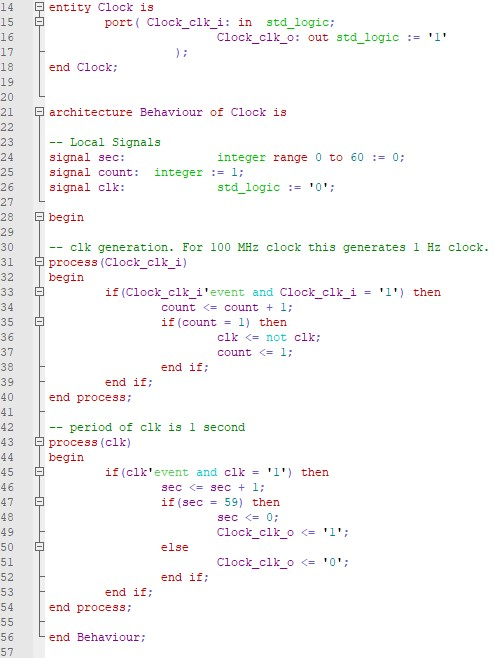 14 entity Clock is
15 port( Clock_clk_i: in std_logic;
16 Clock_clk_o: out std_logic := '1'
17 );
18 end Clock;
19
20
21 architecture Behaviour of Clock is
22
23 -- Local Signals
24 signal sec: integer range 0 to 60 := 0;
25 signal count: integer := 1;
26 signal clk: std_logic := '0';
27
28 begin
29
30 -- clk generation. For 100 MHz clock this generates 1 Hz clock.
31 process(Clock_clk_i)
32 begin
33 if(Clock_clk_i'event and Clock_clk_i = '1') then
34 count <= count + 1;
35 if(count = 1) then
36 clk <= not clk;
37 count <= 1;
38 end if;
39 end if;
40 end process;
41
42 -- period of clk is 1 second
43 process(clk)
44 begin
45 if(clk'event and clk = '1') then
46 sec <= sec + 1;
47 if(sec = 59) then
48 sec <= 0;
49 Clock_clk_o <= '1';
50 else
51 Clock_clk_o <= '0';
52 end if;
53 end if;
54 end process;
55
56 end Behaviour;
57